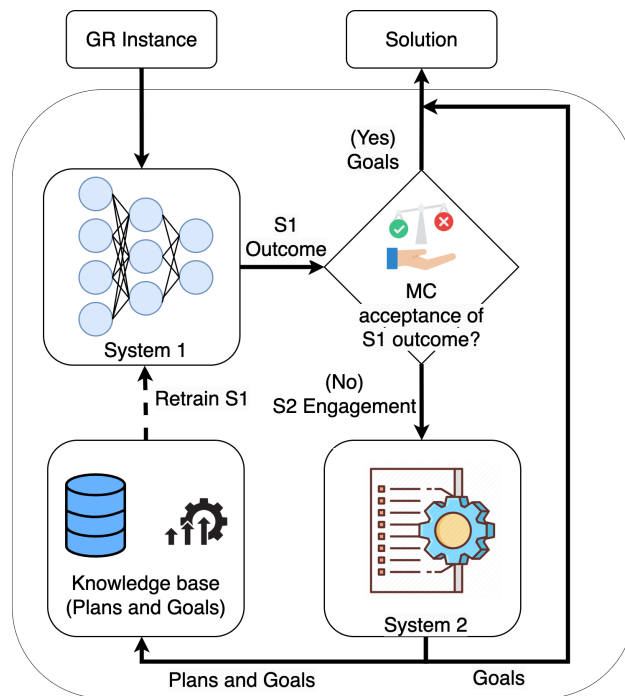 GR Instance
Solution
(Yes)
Goals
S1
Outcome
MC
acceptance of
S1 outcome?
System 1
(No)
S2 Engagement
Retrain S1
Knowledge base
(Plans and Goals)
System 2
Plans and Goals
Goals